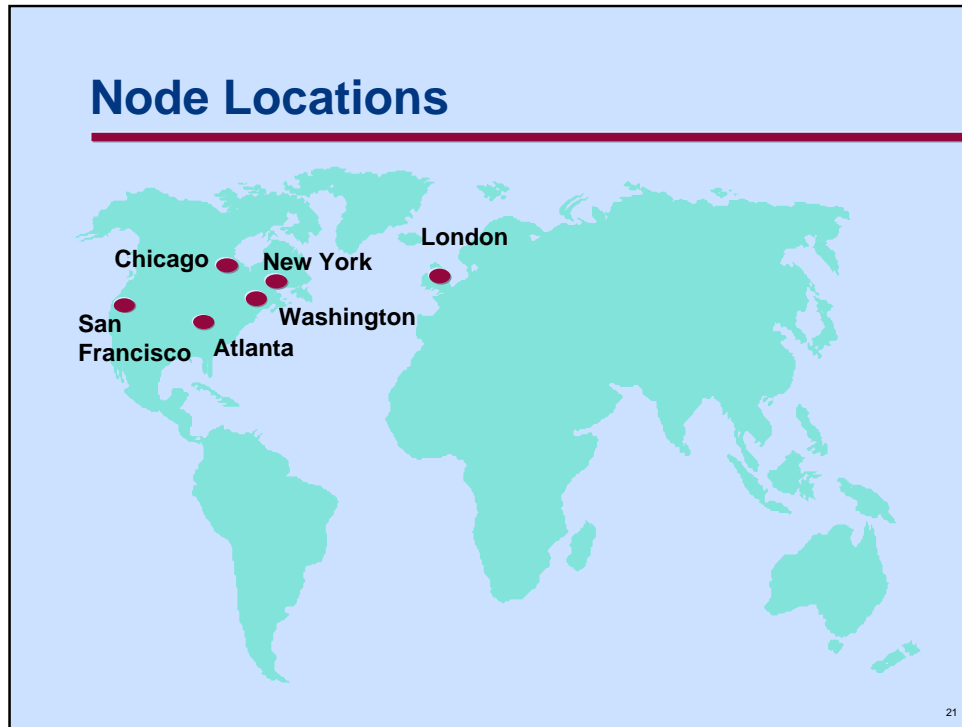 Node Locations
London
Chicago
New York
Washington
San
Francisco
Atlanta
21